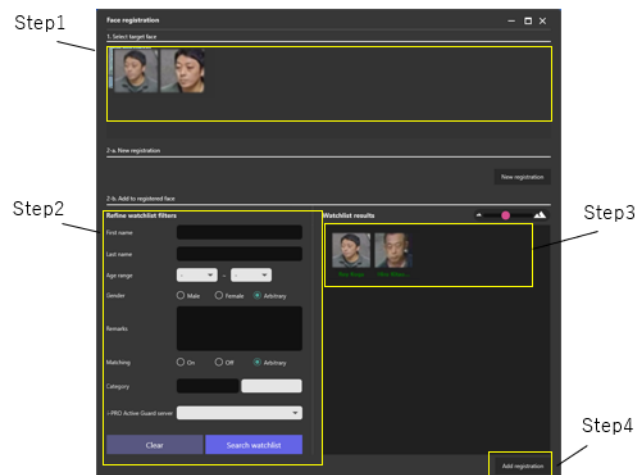 Step1
Face registration
1. Select target face
2-a. New registration
New registration
2-b. Add to registered face
Step2
Refine watchlist filters
Watchlist results
Step3
First name
Last name
Age range
- - -
Gender
Male Female Arbitrary
Remarks
Matching
On Off Arbitrary
Category
i-PRO Active Guard server
Clear
Search watchlist
Step4
Add registration